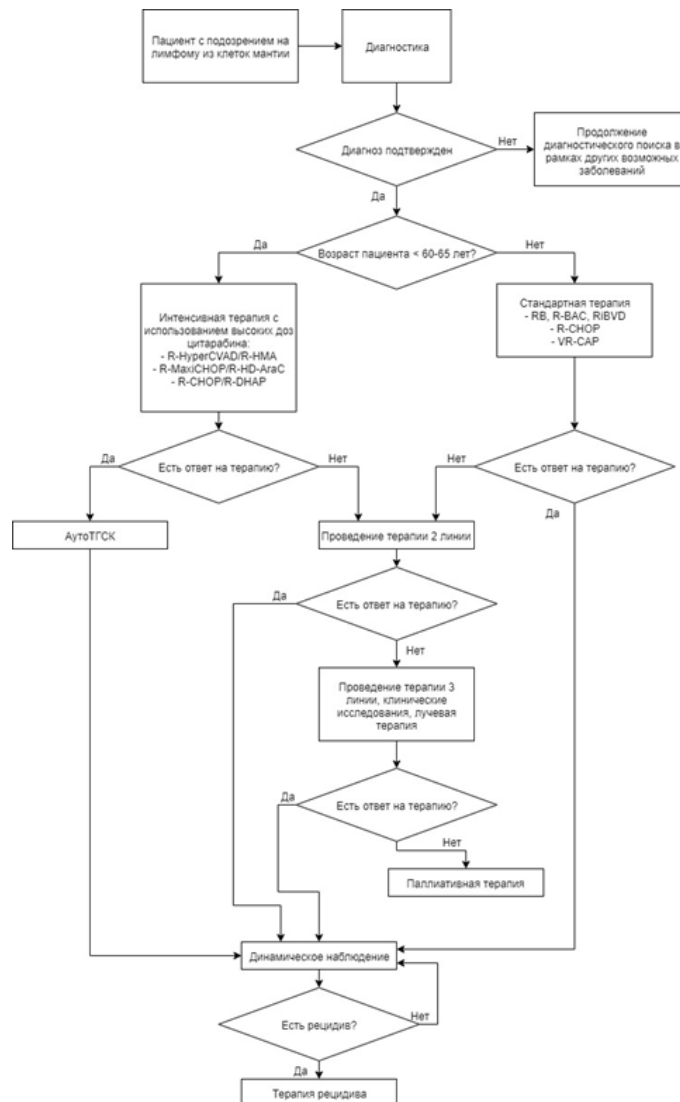 Пациент с подозрением на
лимфому из клеток мантии
Диагностика
Диагноз подтвержден
Нет
Продолжение
диагностического поиска в
рамках других возможных
заболеваний
Да
Возраст пациента < 60-65 лет?
Да
Нет
Интенсивная терапия с
использованием высоких доз
цитарабина:
- R-HyperCVAD/R-HMA
- R-MaxiCHOP/R-HD-AraC
- R-CHOP/R-DHAP
Стандартная терапия
- RB, R-BAC, RiBVD
- R-CHOP
- VR-CAP
Есть ответ на терапию?
Да
Нет
Есть ответ на терапию?
Нет
Да
АутоТГСК
Проведение терапии 2 линии
Есть ответ на терапию?
Да
Нет
Проведение терапии 3
линии, клинические
исследования, лучевая
терапия
Есть ответ на терапию?
Да
Нет
Паллиативная терапия
Динамическое наблюдение
Есть рецидив?
Нет
Да
Терапия рецидива